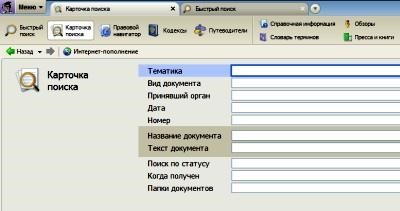 Меню
Карточка поиска
Быстрый поиск
Быстрый поиск
Карточка поиска
Правовой навигатор
Кодексы
Путеводители
Справочная информация
Словарь терминов
Обзоры
Пресса и книги
Назад
Интернет-пополнение
Карточка
поиска
Тематика
Вид документа
Принявший орган
Дата
Номер
Название документа
Текст документа
Поиск по статусу
Когда получен
Папки документов